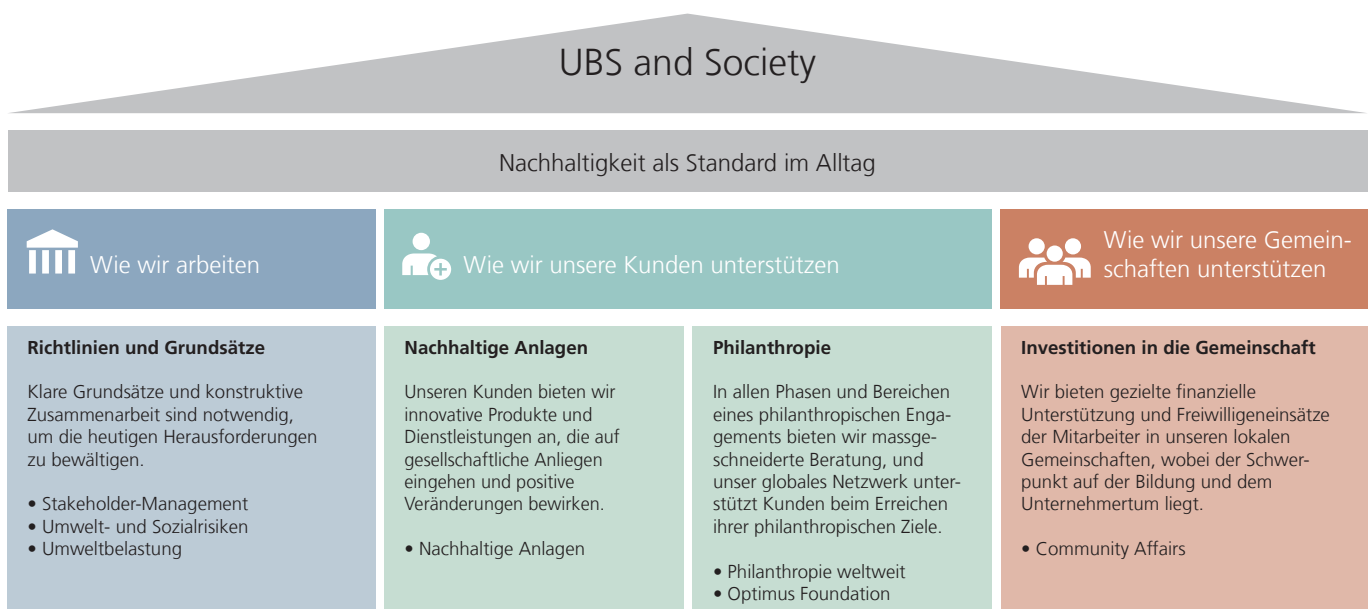 UBS and Society
Nachhaltigkeit als Standard im Alltag
Wie wir arbeiten
Wie wir unsere Kunden unterstützen
Wie wir unsere Gemein-
schaften unterstützen
Richtlinien und Grundsätze
Klare Grundsätze und konstruktive
Zusammenarbeit sind notwendig,
um die heutigen Herausforderungen
zu bewältigen.
• Stakeholder-Management
• Umwelt- und Sozialrisiken
• Umweltbelastung
Nachhaltige Anlagen
Unseren Kunden bieten wir
innovative Produkte und
Dienstleistungen an, die auf
gesellschaftliche Anliegen
eingehen und positive
Veränderungen bewirken.
• Nachhaltige Anlagen
Philanthropie
In allen Phasen und Bereichen
eines philanthropischen Enga-
gements bieten wir massge-
schneiderte Beratung, und
unser globales Netzwerk unter-
stützt Kunden beim Erreichen
ihrer philanthropischen Ziele.
• Philanthropie weltweit
• Optimus Foundation
Investitionen in die Gemeinschaft
Wir bieten gezielte finanzielle
Unterstützung und Freiwilligeneinsätze
der Mitarbeiter in unseren lokalen
Gemeinschaften, wobei der Schwer-
punkt auf der Bildung und dem
Unternehmertum liegt.
• Community Affairs